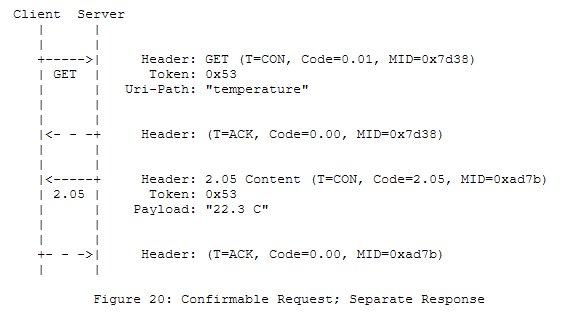 Client  Server
   |      |
   |      |
   +----->|     Header: GET (T=CON, Code=0.01, MID=0x7d38)
   | GET  |      Token: 0x53
   |      |   Uri-Path: "temperature"
   |      |
   |      |
   |<- - -+     Header: (T=ACK, Code=0.00, MID=0x7d38)
   |      |
   |      |
   |<-----+     Header: 2.05 Content (T=CON, Code=2.05, MID=0xad7b)
   | 2.05 |      Token: 0x53
   |      |    Payload: "22.3 C"
   |      |
   |      |
   +- - ->|     Header: (T=ACK, Code=0.00, MID=0xad7b)
   |      |
Figure 20: Confirmable Request; Separate Response